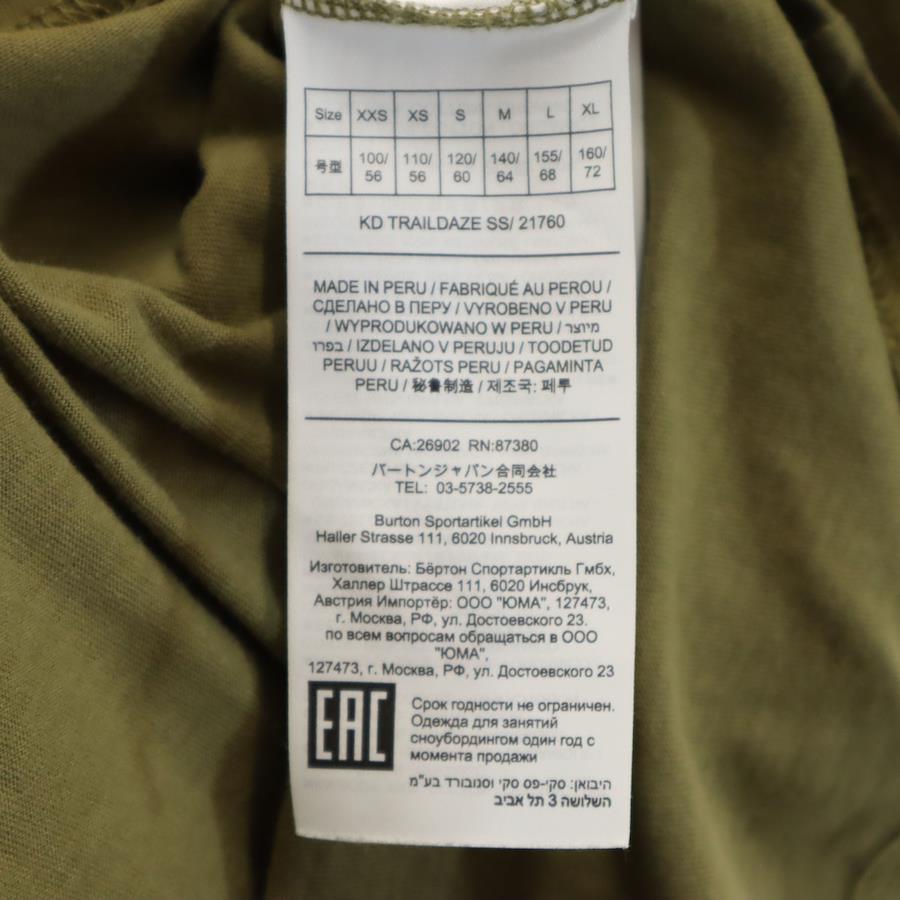 Size XXS XS S M L XL
号型 100/56 110/56 120/60 140/64 155/68 160/72
KD TRAILDAZE SS/ 21760
MADE IN PERU / FABRIQUÉ AU PEROU /
СДЕЛАНО В ПЕРУ / VYROBENO V PERU
/ WYPRODUKOWANO W PERU / מיוצר
בפרו / IZDELANO V PERUJU / TOODETUD
PERUU / RAŽOTS PERU / PAGAMINTA
PERU / 秘鲁制造 / 제조국: 페루
CA:26902 RN:87380
バートンジャパン合同会社
TEL: 03-5738-2555
Burton Sportartikel GmbH
Haller Strasse 111, 6020 Innsbruck, Austria
Изготовитель: Бёртон Спортартикль Гмбх,
Халлер Штрассе 111, 6020 Инсбрук,
Австрия Импортёр: ООО "ЮМА", 127473,
г. Москва, РФ, ул. Достоевского 23.
по всем вопросам обращаться в ООО
"ЮМА",
127473, г. Москва, РФ, ул. Достоевского 23
EAC
Срок годности не ограничен.
Одежда для занятий
сноубордингом один год с
момента продажи
היבואן: סקי-פס סקי וסנובורד בע"מ
השלושה 3 תל אביב